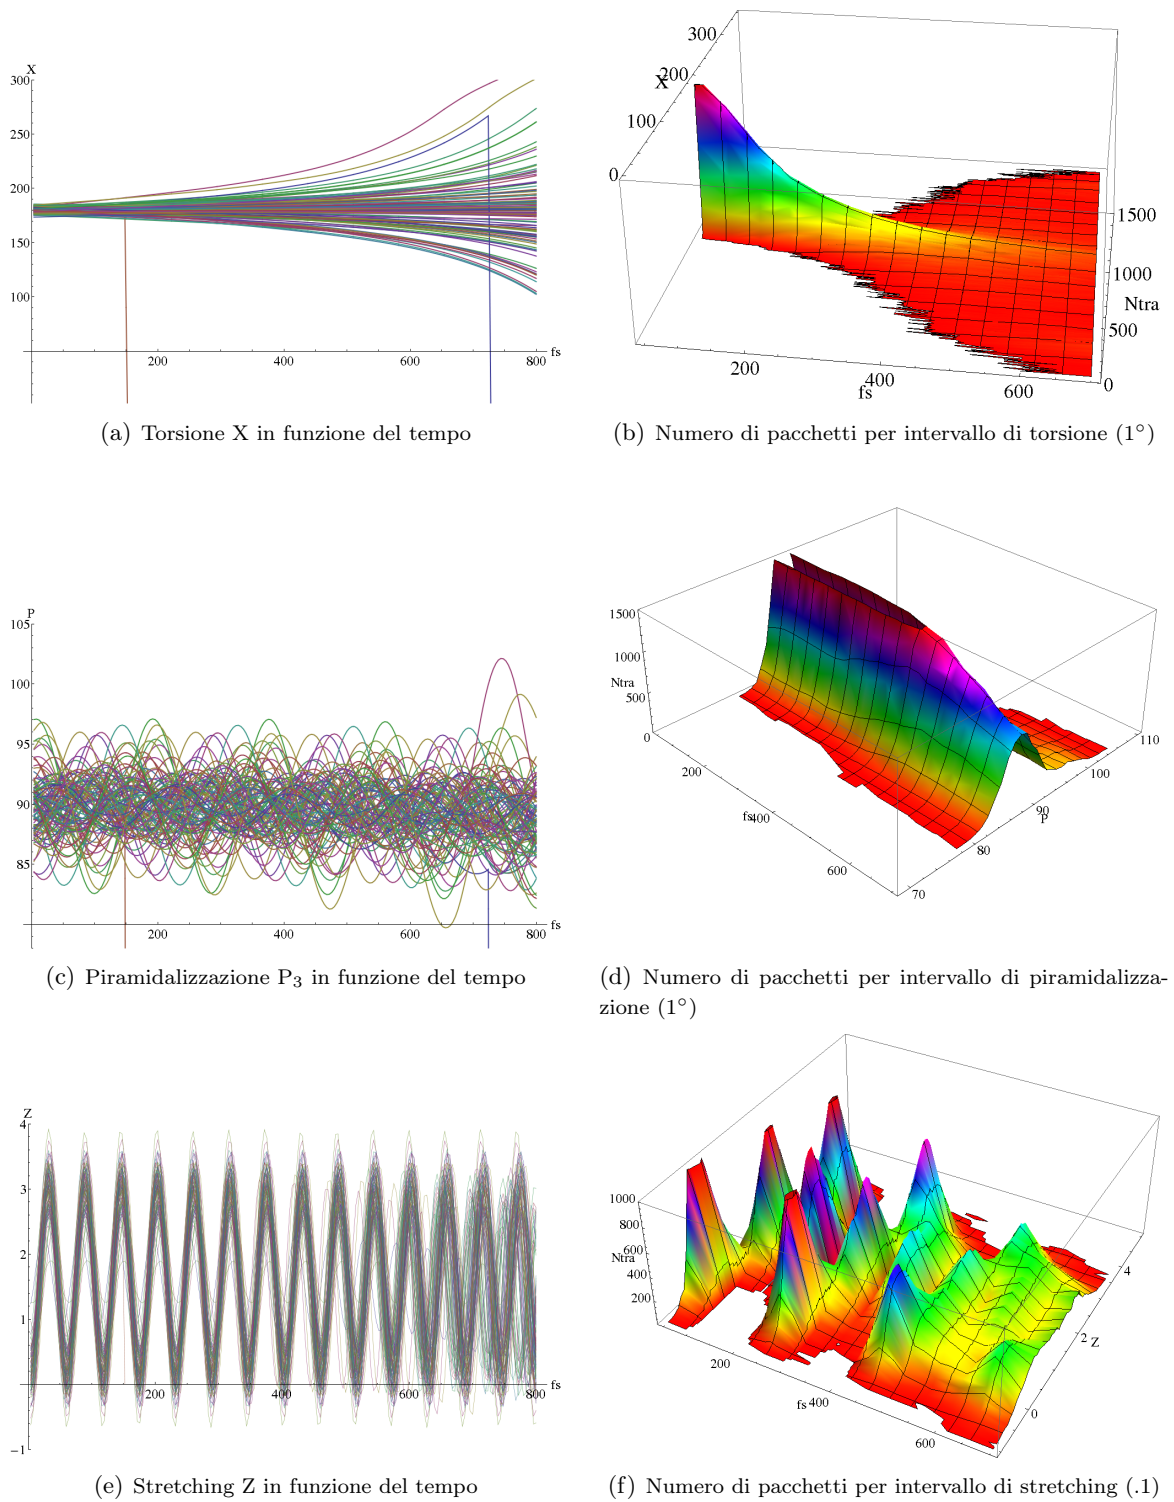 X
300
250
200
150
100
200
400
600
800 fs
300
200
X
100
0
1500
1000
Ntra
500
0
200
400
fs
600
(a) Torsione X in funzione del tempo
(b) Numero di pacchetti per intervallo di torsione (1°)
P
105
100
95
90
85
200
400
600
800 fs
1500
1000
Ntra
500
0
200
fs400
600
70
80
90
P
100
110
(c) Piramidalizzazione P3 in funzione del tempo
(d) Numero di pacchetti per intervallo di piramidalizza-
zione (1°)
Z
4
3
2
1
-1
200
400
600
800 fs
1000
800
Ntra 600
400
200
200
fs 400
600
0
2 Z
4
(e) Stretching Z in funzione del tempo
(f) Numero di pacchetti per intervallo di stretching (.1)